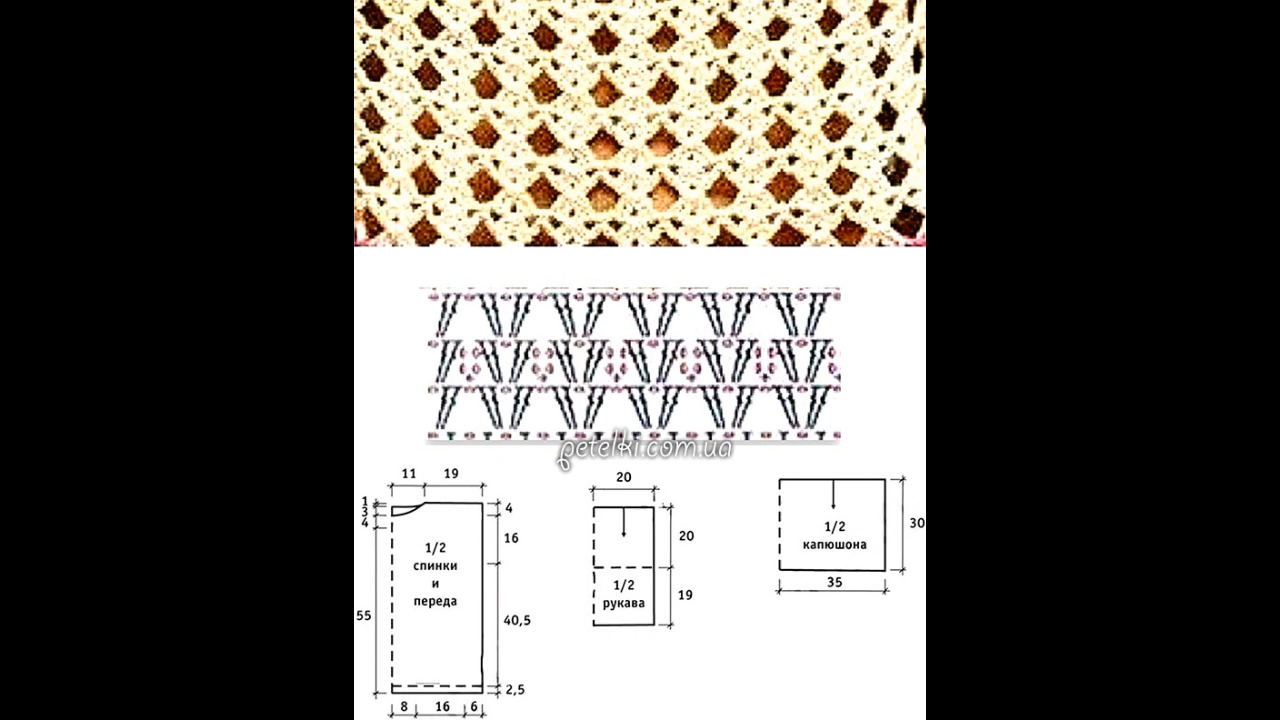 petelki.com.ua
11 19
1
3
4
55
1/2
спинки
и
переда
4
16
40,5
2,5
8 16 6
20
20
19
1/2
рукава
1/2
капюшона
30
35